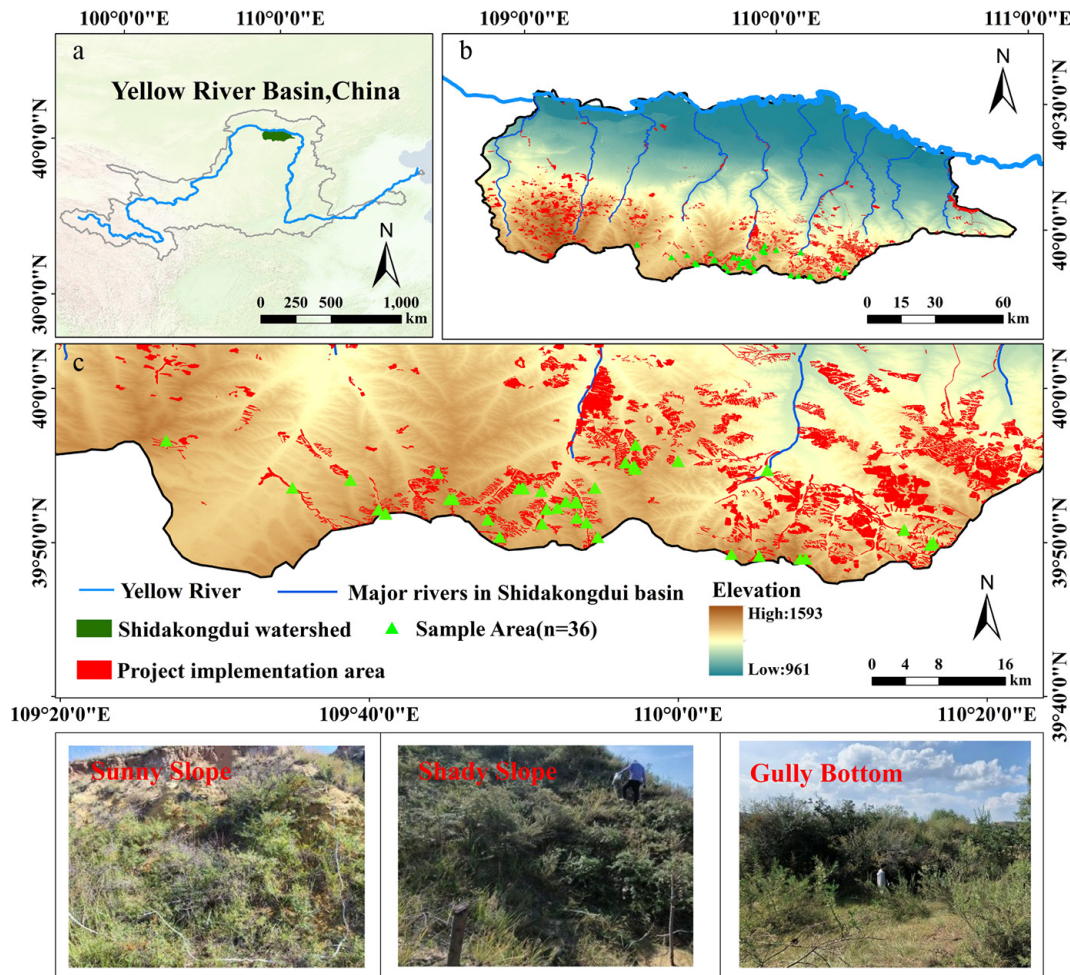 100°0'0"E
110°0'0"E
109°0'0"E
110°0'0"E
111°0'0"E
a
Yellow River Basin,China
40°0'0"N
30°0'0"N
N
0 250 500 1,000
km
b
N
40°30'0"N
40°0'0"N
0 15 30 60
km
c
40°0'0"N
39°50'0"N
40°0'0"N
39°50'0"N
39°40'0"N
Yellow River
Major rivers in Shidakongdui basin
Shidakongdui watershed
Sample Area(n=36)
Project implementation area
Elevation
High:1593
Low:961
N
0 4 8 16
km
109°20'0"E
109°40'0"E
110°0'0"E
110°20'0"E
Sunny Slope
Shady Slope
Gully Bottom